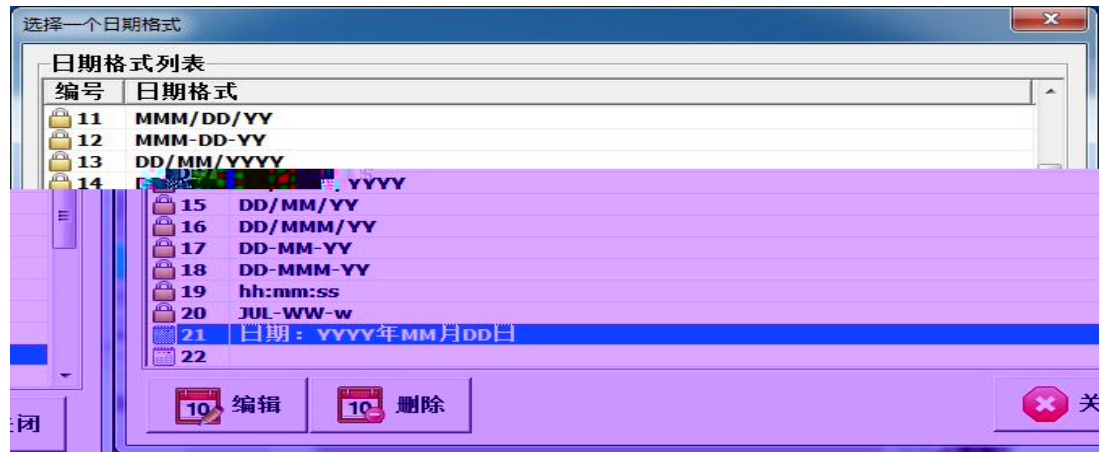 选择一个日期格式
日期格式列表
编号 日期格式
11 MMM/DD/YY
12 MMM-DD-YY
13 DD/MM/YYYY
14 YYYY
15 DD/MM/YY
16 DD/MMM/YY
17 DD-MM-YY
18 DD-MMM-YY
19 hh:mm:ss
20 JUL-WW-w
21 日期：YYYY年MM月DD日
22
10 编辑 10 删除 关
闭